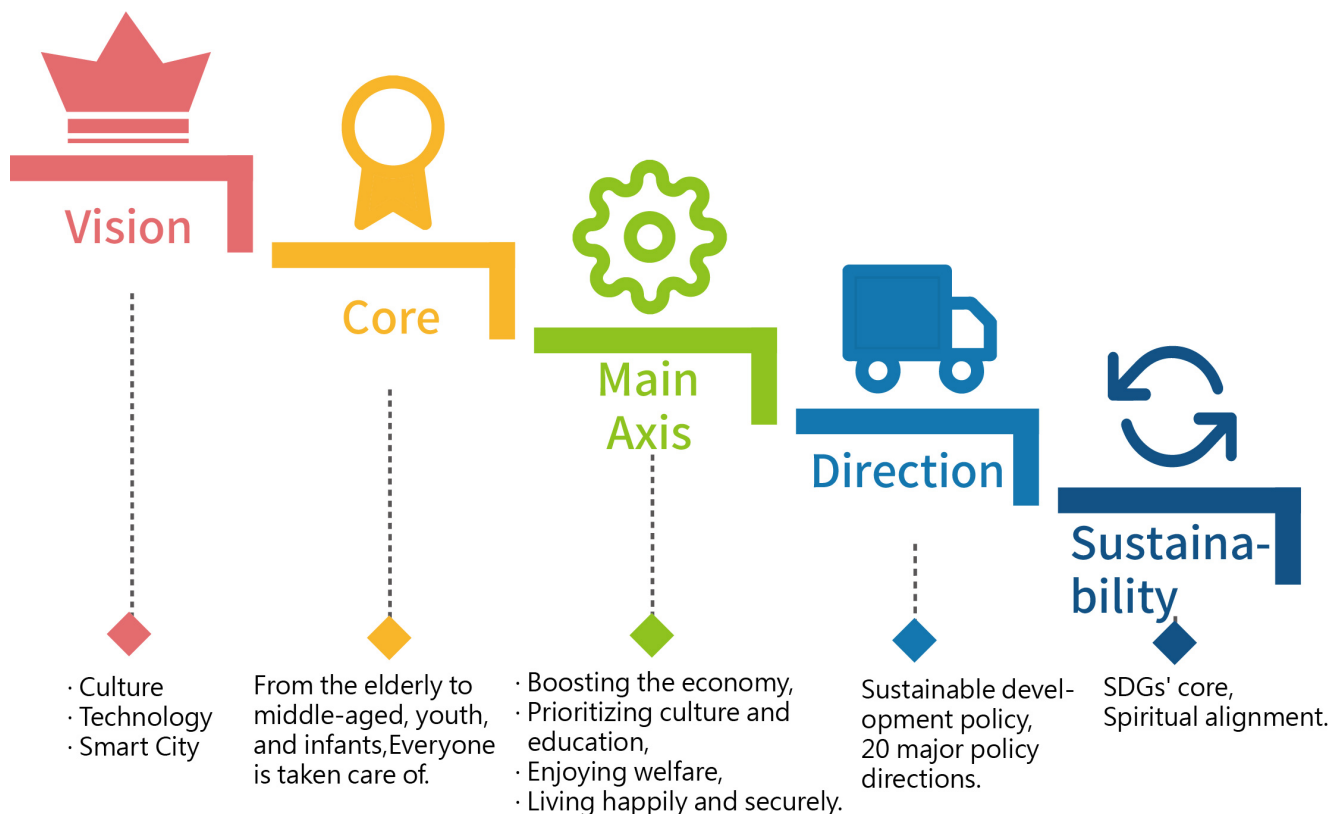 Vision
Core
Main
Axis
Direction
Sustaina-
bility
· Culture
· Technology
· Smart City
From the elderly to
middle-aged, youth,
and infants,Everyone
is taken care of.
· Boosting the economy,
· Prioritizing culture and
education,
· Enjoying welfare,
· Living happily and securely.
Sustainable devel-
opment policy,
20 major policy
directions.
SDGs' core,
Spiritual alignment.